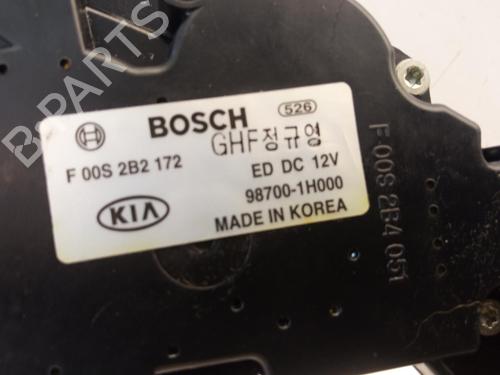 BPARTS
BOSCH
526
GHF정규영
F 00S 2B2 172
ED DC 12V
98700-1H000
KIA
MADE IN KOREA
F 00S 2B4 051